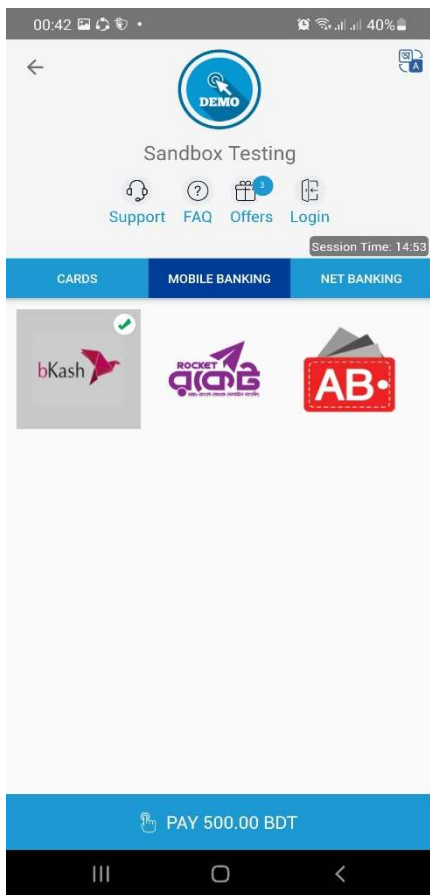 00:42
40%
DEMO
Sandbox Testing
3
Support FAQ Offers Login
Session Time: 14:53
CARDS MOBILE BANKING NET BANKING
bKash
ROCKET
রকেট
AB
PAY 500.00 BDT